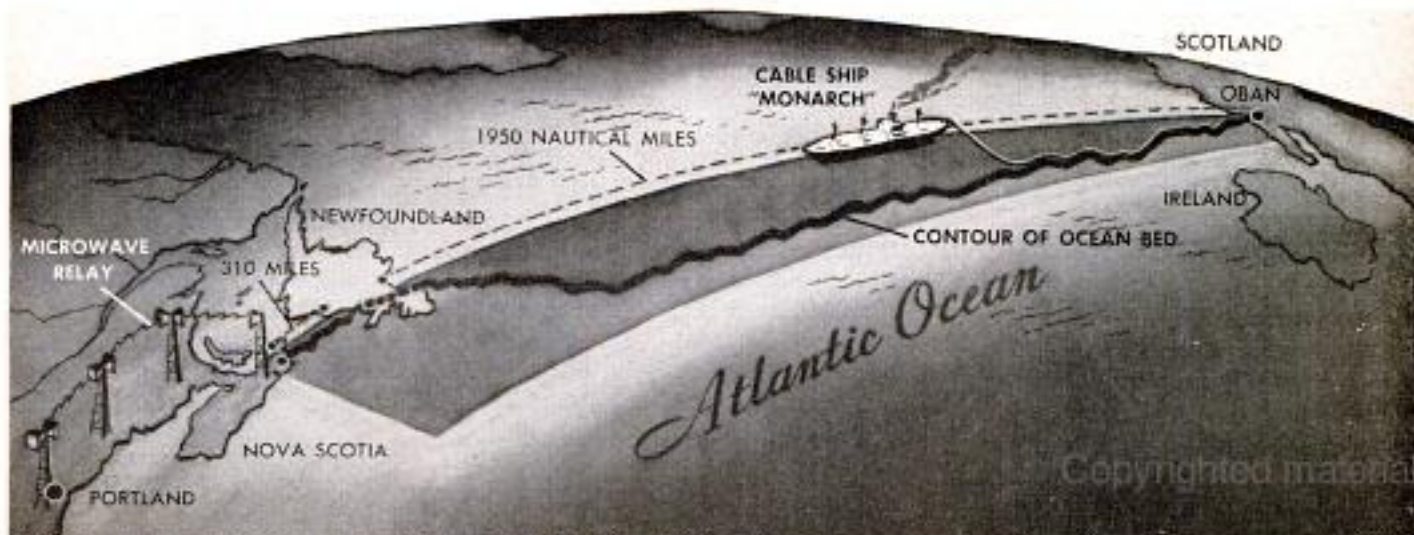 SCOTLAND
CABLE SHIP
"MONARCH"
OBAN
1950 NAUTICAL MILES
IRELAND
NEWFOUNDLAND
CONTOUR OF OCEAN BED
MICROWAVE
RELAY
310 MILES
Atlantic Ocean
NOVA SCOTIA
PORTLAND
Copyrighted material